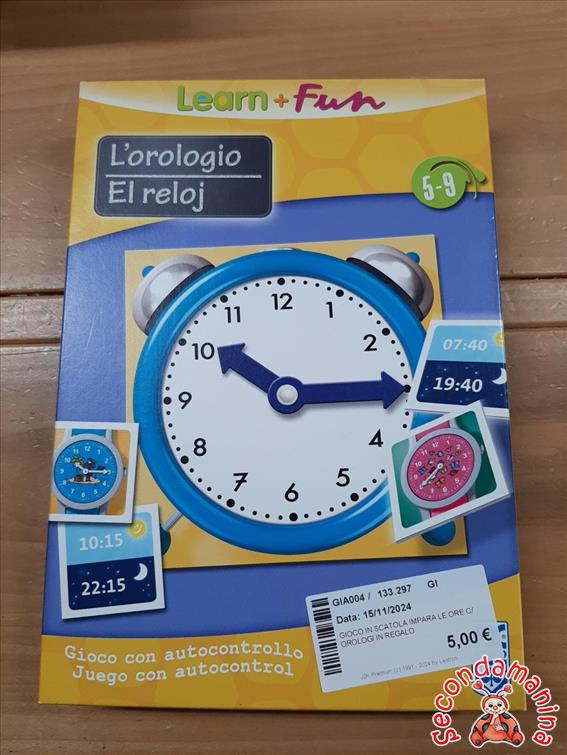 Learn + Fun
L'orologio
El reloj
5-9
12
1
2
4
5
6
7
8
9
10
11
07:40
19:40
10:15
22:15
GIA004 / 133.297 GI
Data: 15/11/2024
GIOCO IN SCATOLA IMPARA LE ORE C/
OROLOGI IN REGALO
5,00 €
Gioco con autocontrollo
Juego con autocontrol
secondamanina